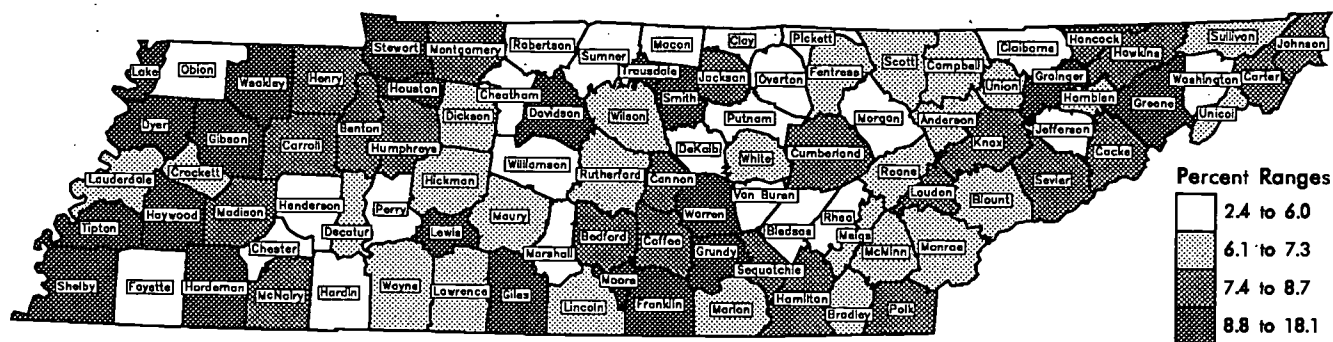 Stewart Montgomery Robertson Sumner Macon Clay Pickett Claiborne Hancock Hawkins Sullivan Johnson
Lake Obion Weakley Henry Houston Cheatham Trousdale Jackson Overton Fentress Scott Campbell Union Grainger Hamblen Washington Carter
Dyer Gibson Carroll Benton Humphreys Dickson Davidson Wilson Smith Putnam Morgan Anderson Knox Jefferson Greene Unicoi
Lauderdale Crockett Hickman Williamson Rutherford DeKalb Cannon White Cumberland Roane Loudon Blount Sevier Cocke
Tipton Haywood Madison Henderson Decatur Perry Lewis Maury Bedford Coffee Warren Van Buren Bledsoe Rhea Meigs McMinn Monroe
Shelby Fayette Hardeman Chester McNairy Hardin Wayne Lawrence Giles Marshall Lincoln Moore Franklin Grundy Sequatchie Marion Hamilton Bradley Polk
Percent Ranges
2.4 to 6.0
6.1 to 7.3
7.4 to 8.7
8.8 to 18.1